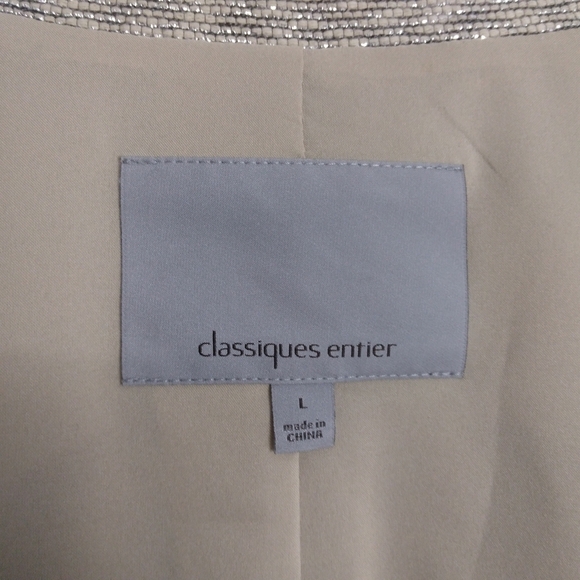 classiques entier
L
made in
CHINA